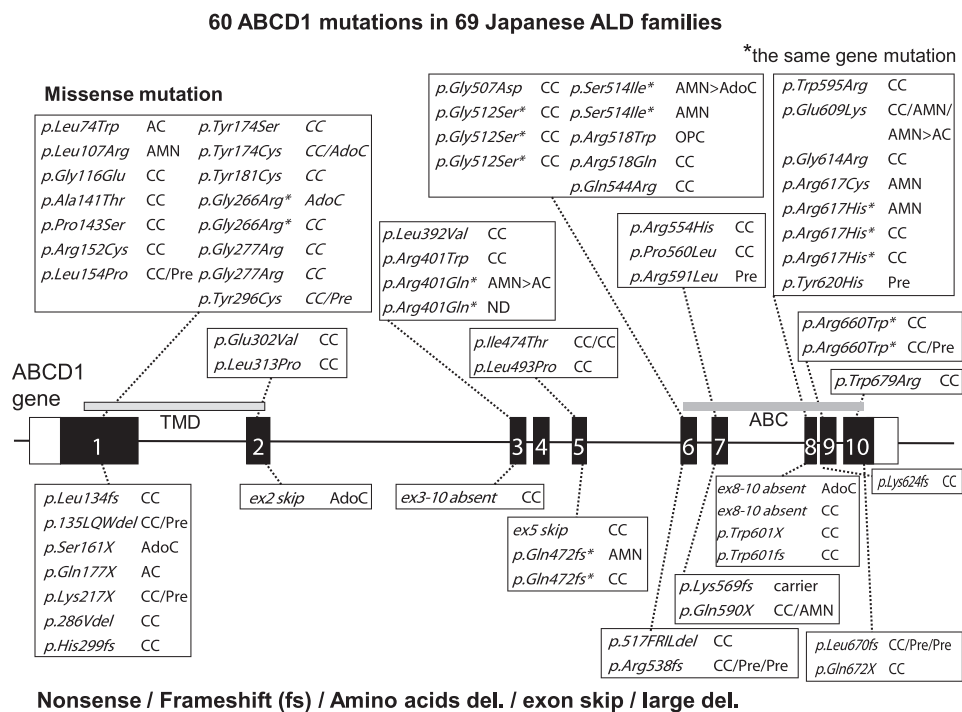 60 ABCD1 mutations in 69 Japanese ALD families
*the same gene mutation
Missense mutation
p.Leu74Trp AC
p.Leu107Arg AMN
p.Gly116Glu CC
p.Ala141Thr CC
p.Pro143Ser CC
p.Arg152Cys CC
p.Leu154Pro CC/Pre
p.Tyr174Ser CC
p.Tyr174Cys CC/AdoC
p.Tyr181Cys CC
p.Gly266Arg* AdoC
p.Gly266Arg* CC
p.Gly277Arg CC
p.Gly277Arg CC
p.Tyr296Cys CC/Pre
p.Glu302Val CC
p.Leu313Pro CC
p.Leu392Val CC
p.Arg401Trp CC
p.Arg401Gln* AMN>AC
p.Arg401Gln* ND
p.Ile474Thr CC/CC
p.Leu493Pro CC
p.Gly507Asp CC
p.Gly512Ser* CC
p.Gly512Ser* CC
p.Gly512Ser* CC
p.Ser514Ile* AMN>AdoC
p.Ser514Ile* AMN
p.Arg518Trp OPC
p.Arg518Gln CC
p.Gln544Arg CC
p.Arg554His CC
p.Pro560Leu CC
p.Arg591Leu Pre
p.Trp595Arg CC
p.Glu609Lys CC/AMN/
AMN>AC
p.Gly614Arg CC
p.Arg617Cys AMN
p.Arg617His* AMN
p.Arg617His* CC
p.Arg617His* CC
p.Tyr620His Pre
p.Arg660Trp* CC
p.Arg660Trp* CC/Pre
p.Trp679Arg CC
ABCD1
gene
TMD
ABC
1 2 3 4 5 6 7 8 9 10
p.Leu134fs CC
p.135LQWdel CC/Pre
p.Ser161X AdoC
p.Gln177X AC
p.Lys217X CC/Pre
p.286Vdel CC
p.His299fs CC
ex2 skip AdoC
ex3-10 absent CC
ex5 skip CC
p.Gln472fs* AMN
p.Gln472fs* CC
p.517FRILdel CC
p.Arg538fs CC/Pre/Pre
p.Lys569fs carrier
p.Gln590X CC/AMN
ex8-10 absent AdoC
ex8-10 absent CC
p.Trp601X CC
p.Trp601fs CC
p.Lys624fs CC
p.Leu670fs CC/Pre/Pre
p.Gln672X CC
Nonsense / Frameshift (fs) / Amino acids del. / exon skip / large del.